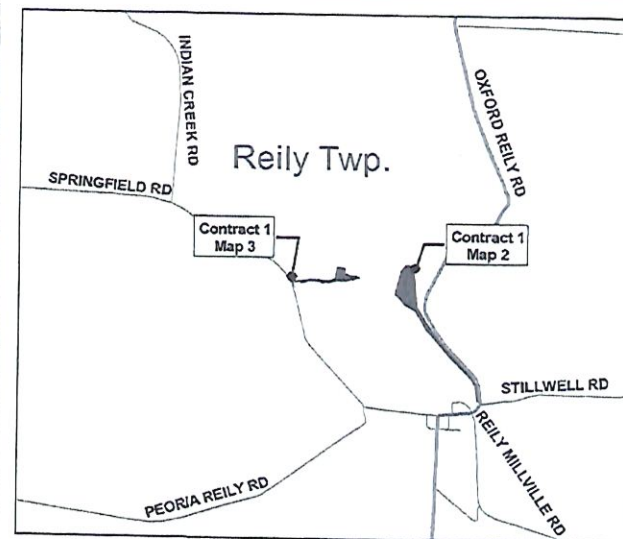 INDIAN CREEK RD
OXFORD REILY RD
Reily Twp.
SPRINGFIELD RD
Contract 1
Map 3
Contract 1
Map 2
STILLWELL RD
REILY MILLVILLE RD
PEORIA REILY RD